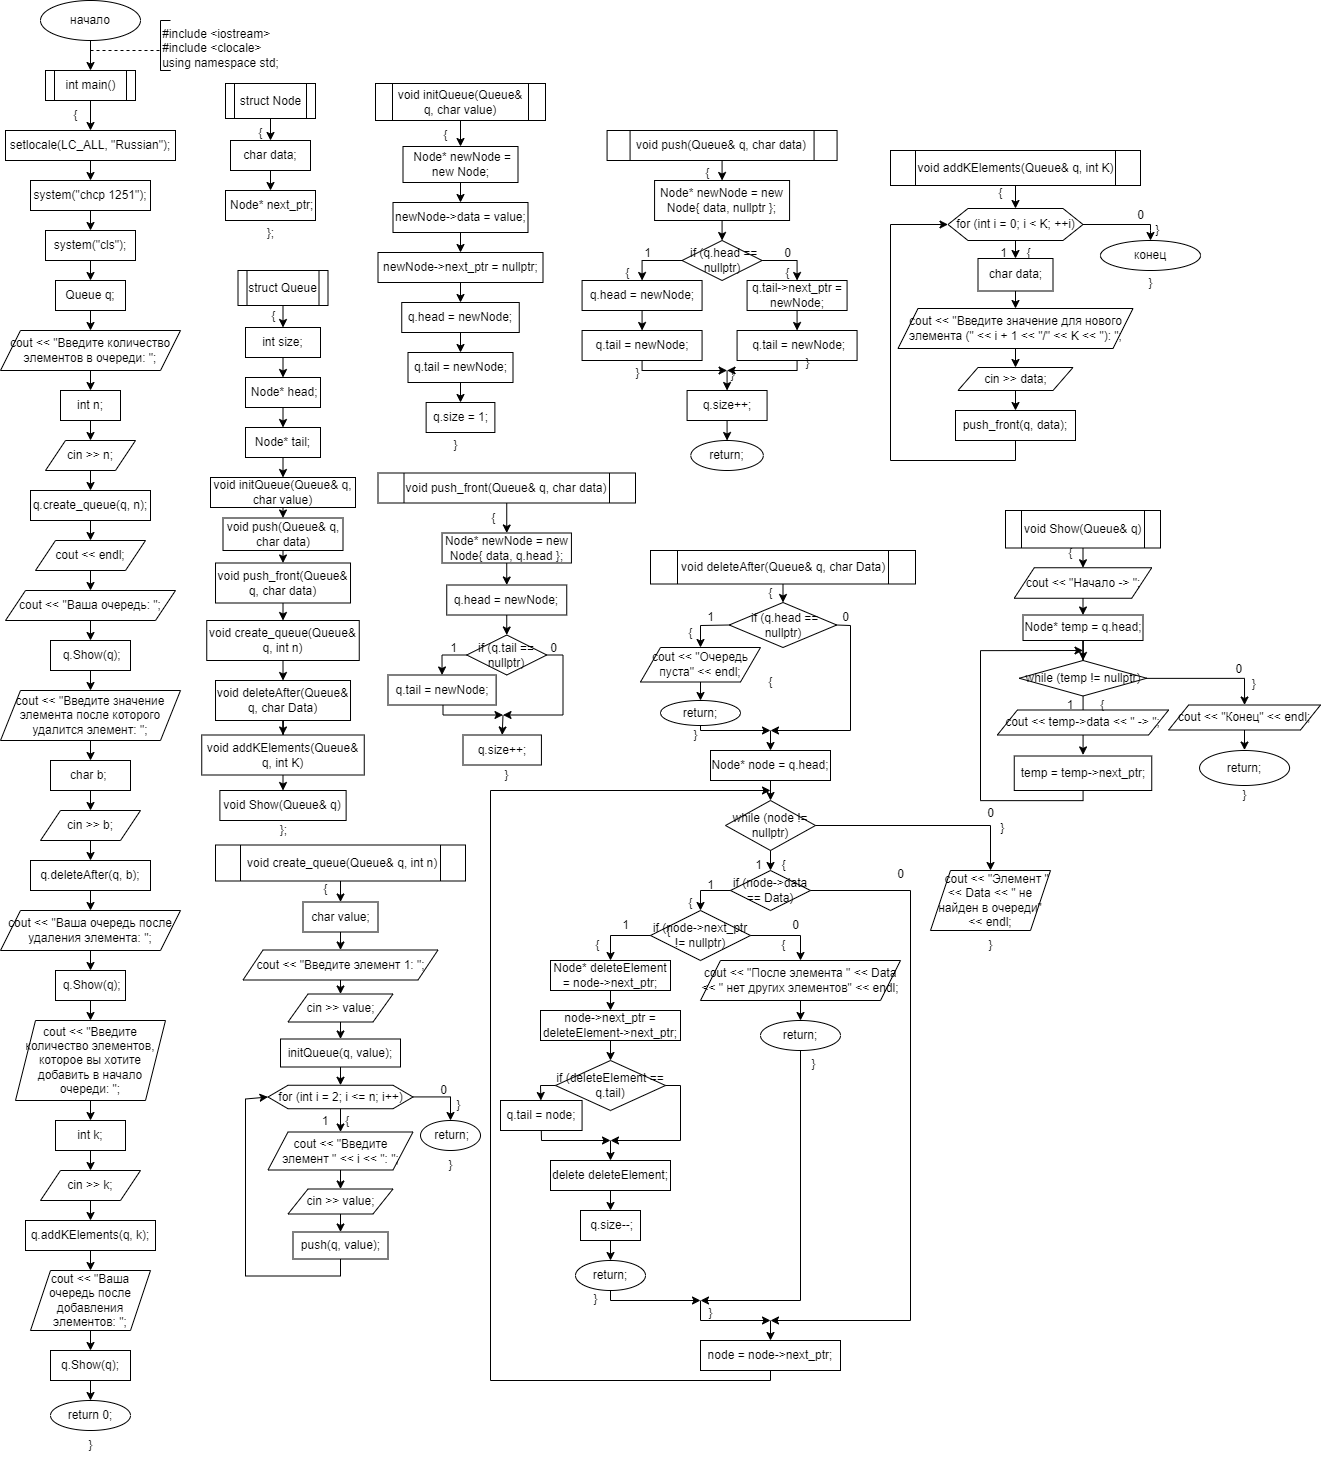 начало
#include <iostream>
#include <clocale>
using namespace std;
int main()
{
setlocale(LC_ALL, "Russian");
system("chcp 1251");
system("cls");
Queue q;
cout << "Введите количество
элементов в очереди: ";
int n;
cin >> n;
q.create_queue(q, n);
cout << endl;
cout << "Ваша очередь: ";
q.Show(q);
cout << "Введите значение
элемента после которого
удалится элемент: ";
char b;
cin >> b;
q.deleteAfter(q, b);
cout << "Ваша очередь после
удаления элемента: ";
q.Show(q);
cout << "Введите
количество элементов,
которое вы хотите
добавить в начало
очереди: ";
int k;
cin >> k;
q.addKElements(q, k);
cout << "Ваша
очередь после
добавления
элементов: ";
q.Show(q);
return 0;
}
struct Node
{
char data;
Node* next_ptr;
};
struct Queue
{
int size;
Node* head;
Node* tail;
void initQueue(Queue& q,
char value)
void push(Queue& q,
char data)
void push_front(Queue&
q, char data)
void create_queue(Queue&
q, int n)
void deleteAfter(Queue&
q, char Data)
void addKElements(Queue&
q, int K)
void Show(Queue& q)
};
void create_queue(Queue& q, int n)
{
char value;
cout << "Введите элемент 1: ";
cin >> value;
initQueue(q, value);
for (int i = 2; i <= n; i++)
0
}
1
{
return;
}
cout << "Введите
элемент " << i << ": ";
cin >> value;
push(q, value);
void initQueue(Queue&
q, char value)
{
Node* newNode =
new Node;
newNode->data = value;
newNode->next_ptr = nullptr;
q.head = newNode;
q.tail = newNode;
q.size = 1;
}
void push_front(Queue& q, char data)
{
Node* newNode = new
Node{ data, q.head };
q.head = newNode;
if (q.tail ==
nullptr)
1
0
q.tail = newNode;
q.size++;
}
void push(Queue& q, char data)
{
Node* newNode = new
Node{ data, nullptr };
if (q.head ==
nullptr)
1
0
{
{
q.head = newNode;
q.tail->next_ptr =
newNode;
q.tail = newNode;
q.tail = newNode;
}
}
}
q.size++;
return;
void addKElements(Queue& q, int K)
{
for (int i = 0; i < K; ++i)
0
}
1
{
конец
}
char data;
cout << "Введите значение для нового
элемента (" << i + 1 << "/" << K << "): ";
cin >> data;
push_front(q, data);
void deleteAfter(Queue& q, char Data)
{
if (q.head ==
nullptr)
1
0
{
cout << "Очередь
пуста" << endl;
{
return;
}
Node* node = q.head;
while (node !=
nullptr)
0
}
1
{
if (node->data
== Data)
1
0
{
if (node->next_ptr
!= nullptr)
1
0
{
{
Node* deleteElement
= node->next_ptr;
cout << "После элемента " << Data
<< " нет других элементов" << endl;
node->next_ptr =
deleteElement->next_ptr;
return;
}
if (deleteElement ==
q.tail)
q.tail = node;
delete deleteElement;
q.size--;
return;
}
}
node = node->next_ptr;
cout << "Элемент "
<< Data << " не
найден в очереди"
<< endl;
}
void Show(Queue& q)
{
cout << "Начало -> ";
Node* temp = q.head;
while (temp != nullptr)
0
}
1
{
cout << temp->data << " -> ";
cout << "Конец" << endl;
temp = temp->next_ptr;
return;
}